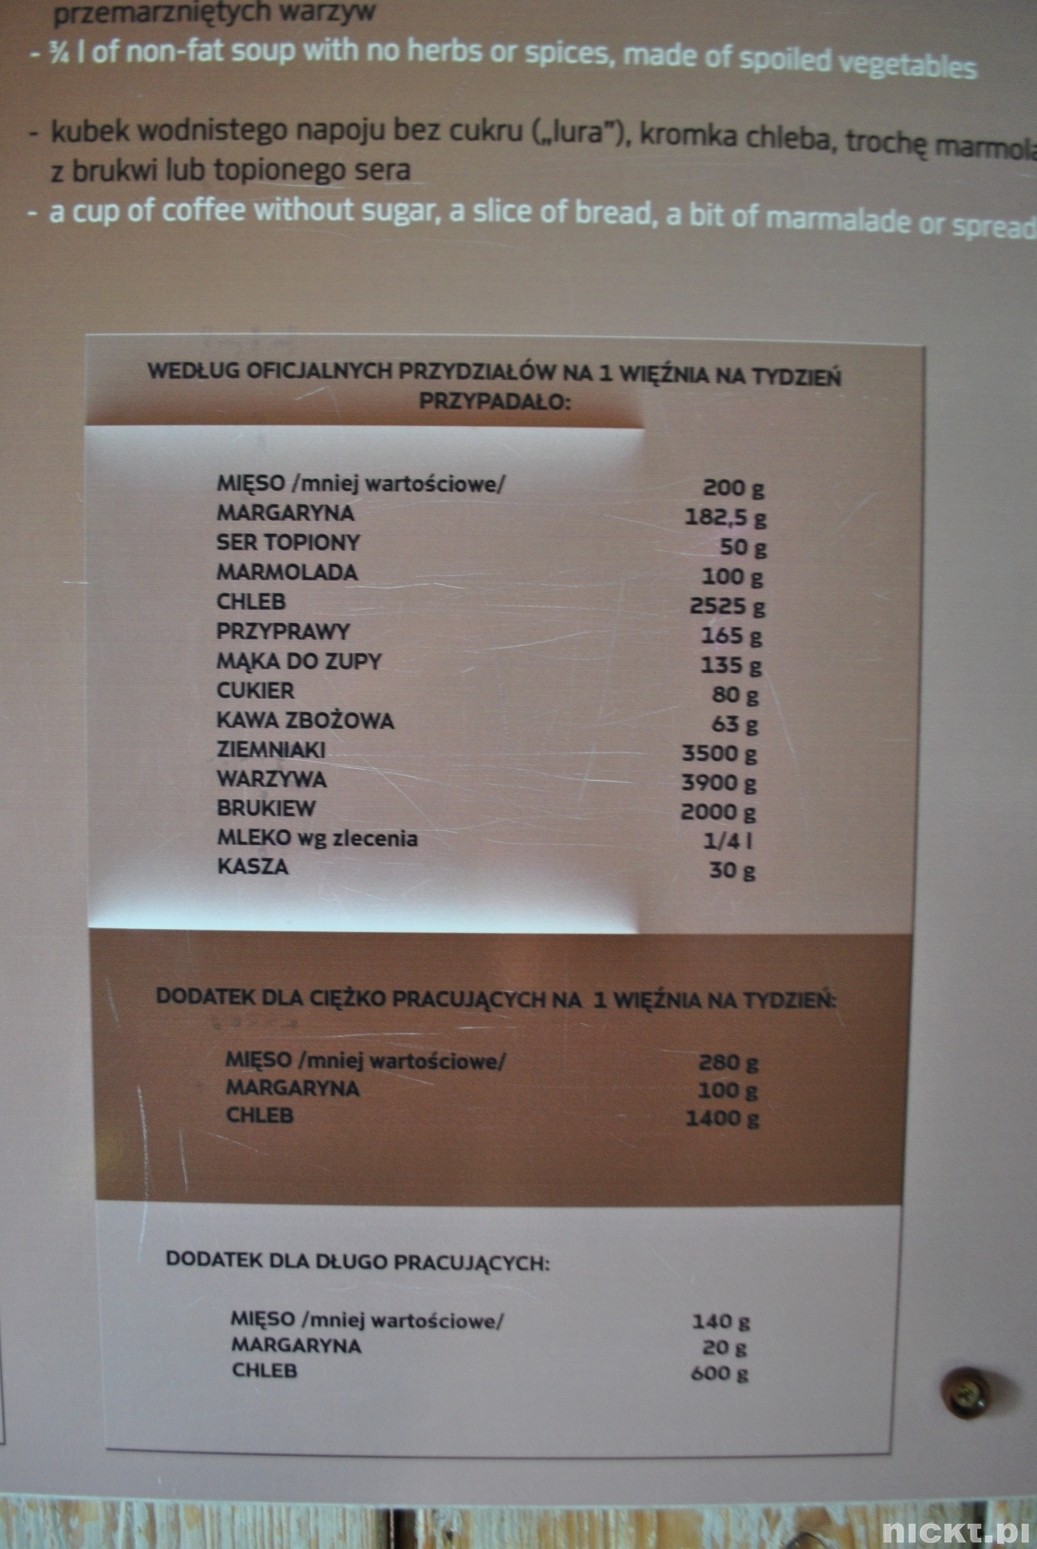 przemarzniętych warzyw
- ¾ l of non-fat soup with no herbs or spices, made of spoiled vegetables
- kubek wodnistego napoju bez cukru („lura”), kromka chleba, trochę marmola
z brukwi lub topionego sera
- a cup of coffee without sugar, a slice of bread, a bit of marmalade or spread
WEDŁUG OFICJALNYCH PRZYDZIAŁÓW NA 1 WIĘŹNIA NA TYDZIEŃ
PRZYPADAŁO:
MIĘSO /mniej wartościowe/ 200 g
MARGARYNA 182,5 g
SER TOPIONY 50 g
MARMOLADA 100 g
CHLEB 2525 g
PRZYPRAWY 165 g
MĄKA DO ZUPY 135 g
CUKIER 80 g
KAWA ZBOŻOWA 63 g
ZIEMNIAKI 3500 g
WARZYWA 3900 g
BRUKIEW 2000 g
MLEKO wg zlecenia 1/4 l
KASZA 30 g
DODATEK DLA CIĘŻKO PRACUJĄCYCH NA 1 WIĘŹNIA NA TYDZIEŃ:
MIĘSO /mniej wartościowe/ 280 g
MARGARYNA 100 g
CHLEB 1400 g
DODATEK DLA DŁUGO PRACUJĄCYCH:
MIĘSO /mniej wartościowe/ 140 g
MARGARYNA 20 g
CHLEB 600 g
nickt.pl